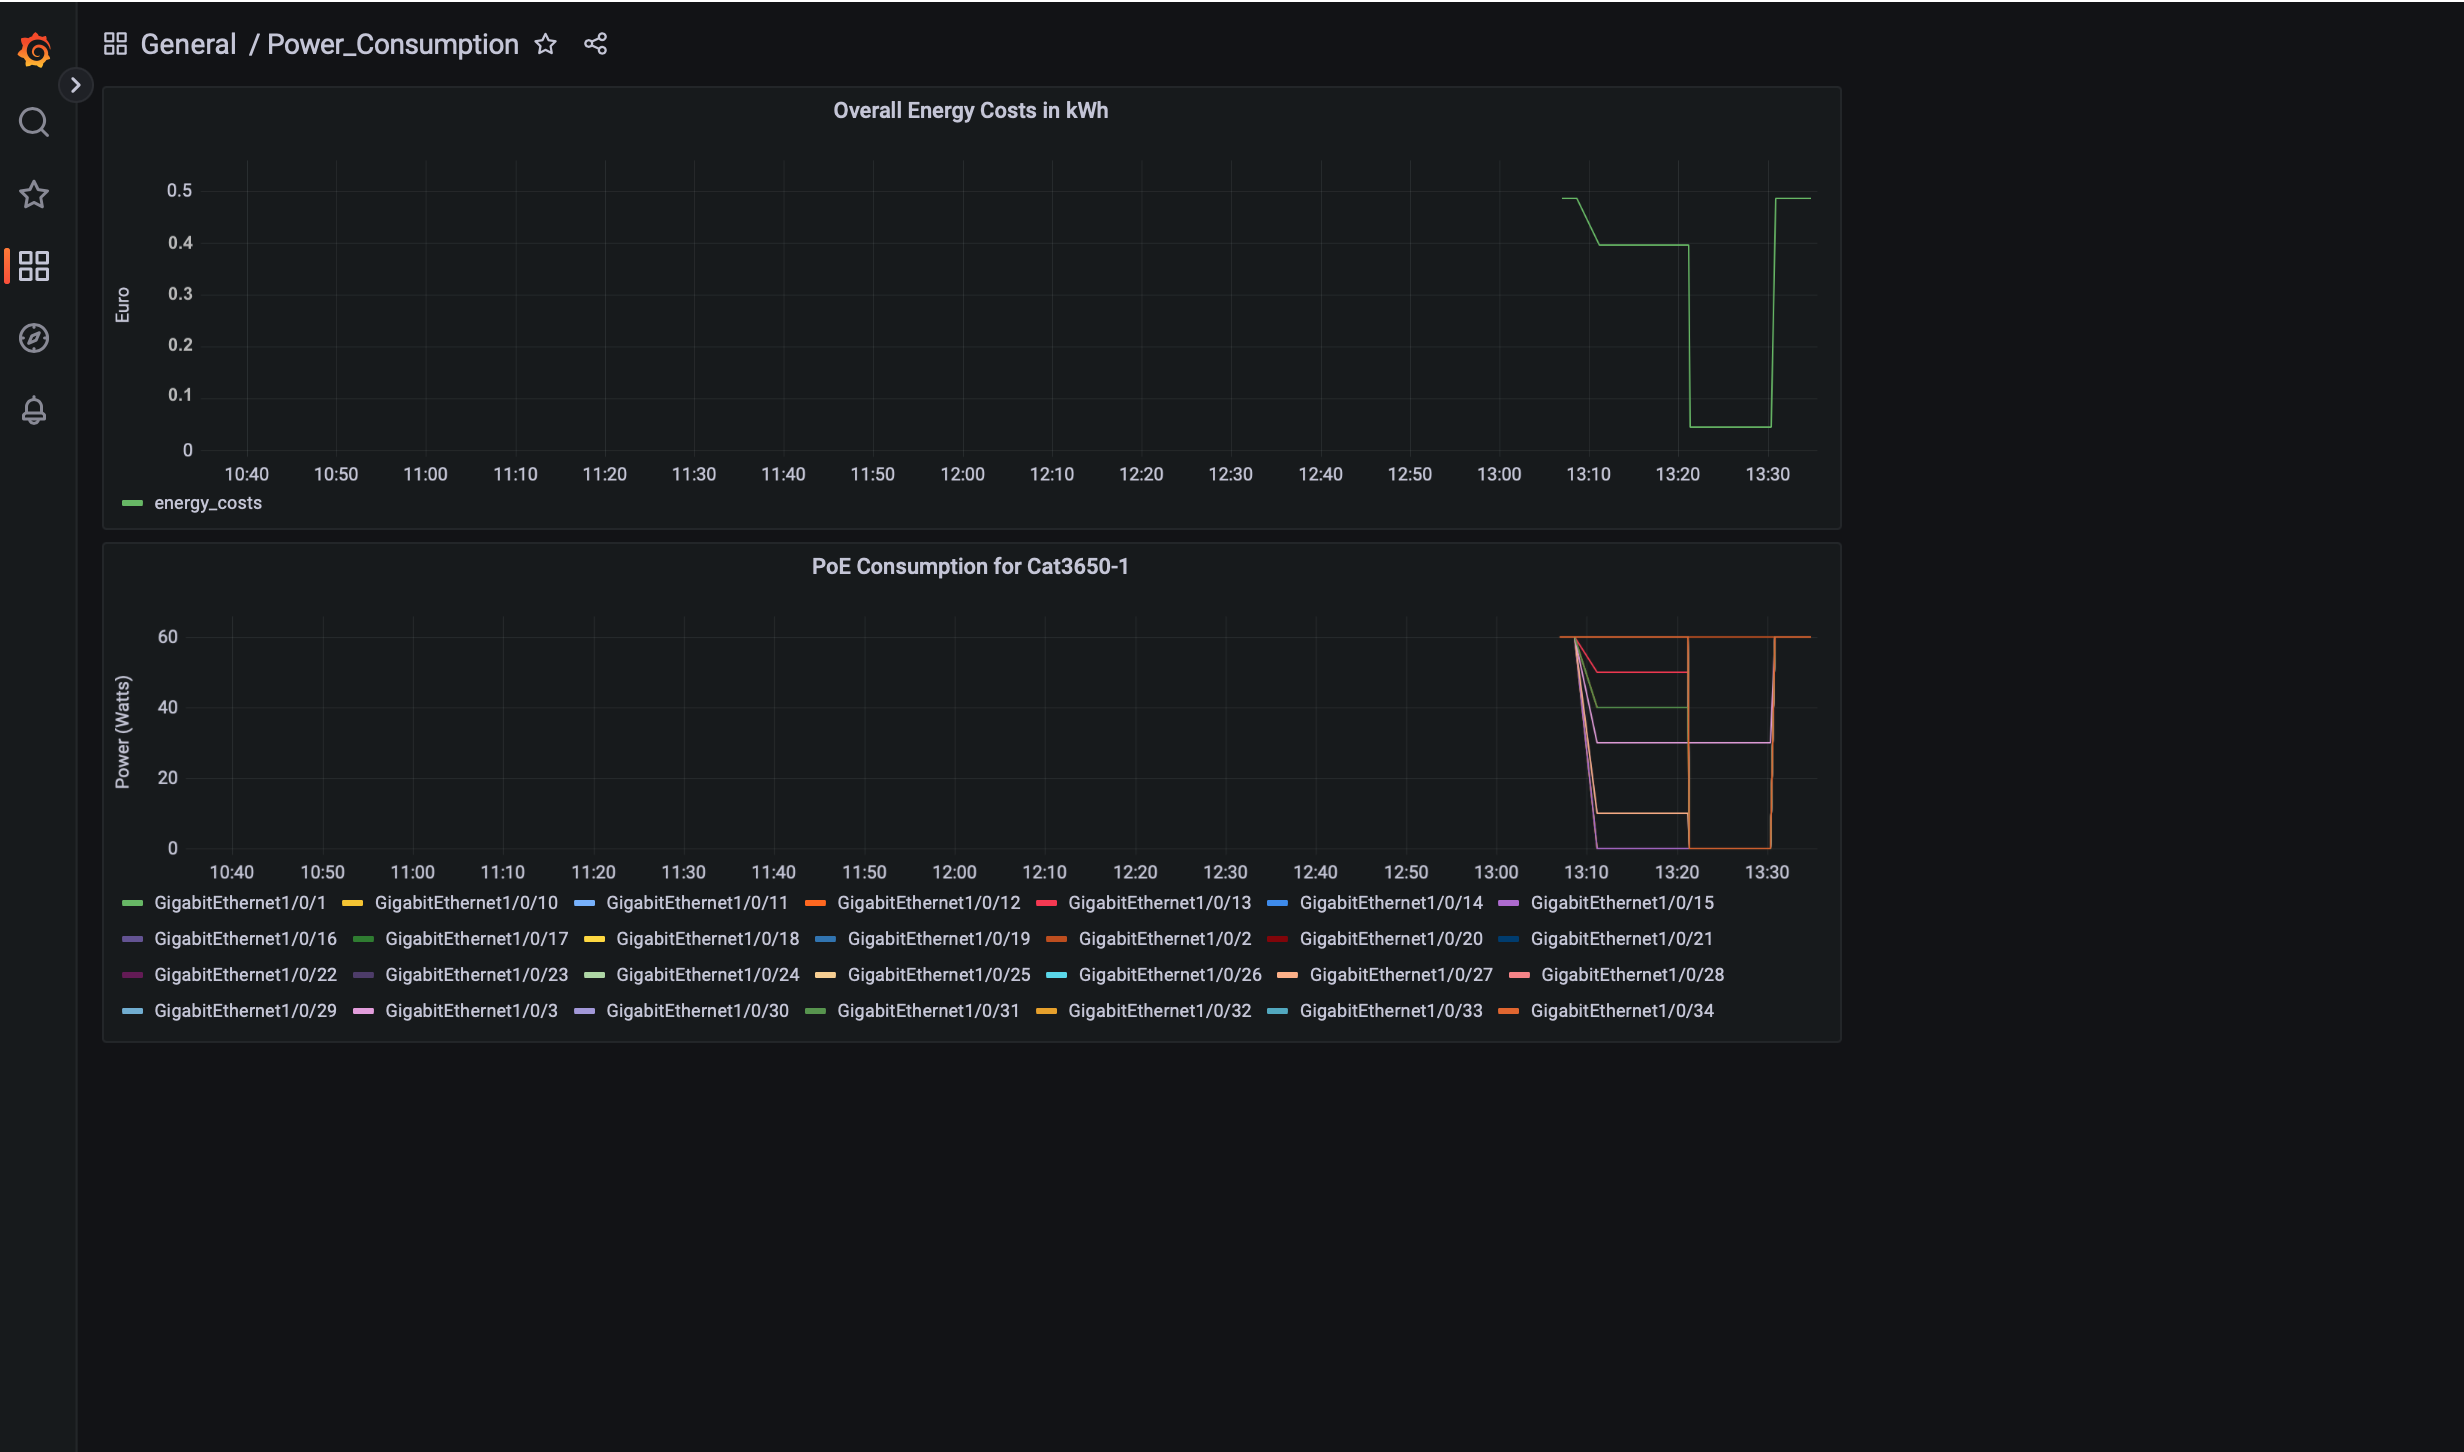 General / Power_Consumption
Overall Energy Costs in kWh
0.5
0.4
0.3
0.2
0.1
0
Euro
10:40 10:50 11:00 11:10 11:20 11:30 11:40 11:50 12:00 12:10 12:20 12:30 12:40 12:50 13:00 13:10 13:20 13:30
energy_costs
PoE Consumption for Cat3650-1
60
40
20
0
Power (Watts)
10:40 10:50 11:00 11:10 11:20 11:30 11:40 11:50 12:00 12:10 12:20 12:30 12:40 12:50 13:00 13:10 13:20 13:30
GigabitEthernet1/0/1 GigabitEthernet1/0/10 GigabitEthernet1/0/11 GigabitEthernet1/0/12 GigabitEthernet1/0/13 GigabitEthernet1/0/14 GigabitEthernet1/0/15
GigabitEthernet1/0/16 GigabitEthernet1/0/17 GigabitEthernet1/0/18 GigabitEthernet1/0/19 GigabitEthernet1/0/2 GigabitEthernet1/0/20 GigabitEthernet1/0/21
GigabitEthernet1/0/22 GigabitEthernet1/0/23 GigabitEthernet1/0/24 GigabitEthernet1/0/25 GigabitEthernet1/0/26 GigabitEthernet1/0/27 GigabitEthernet1/0/28
GigabitEthernet1/0/29 GigabitEthernet1/0/3 GigabitEthernet1/0/30 GigabitEthernet1/0/31 GigabitEthernet1/0/32 GigabitEthernet1/0/33 GigabitEthernet1/0/34